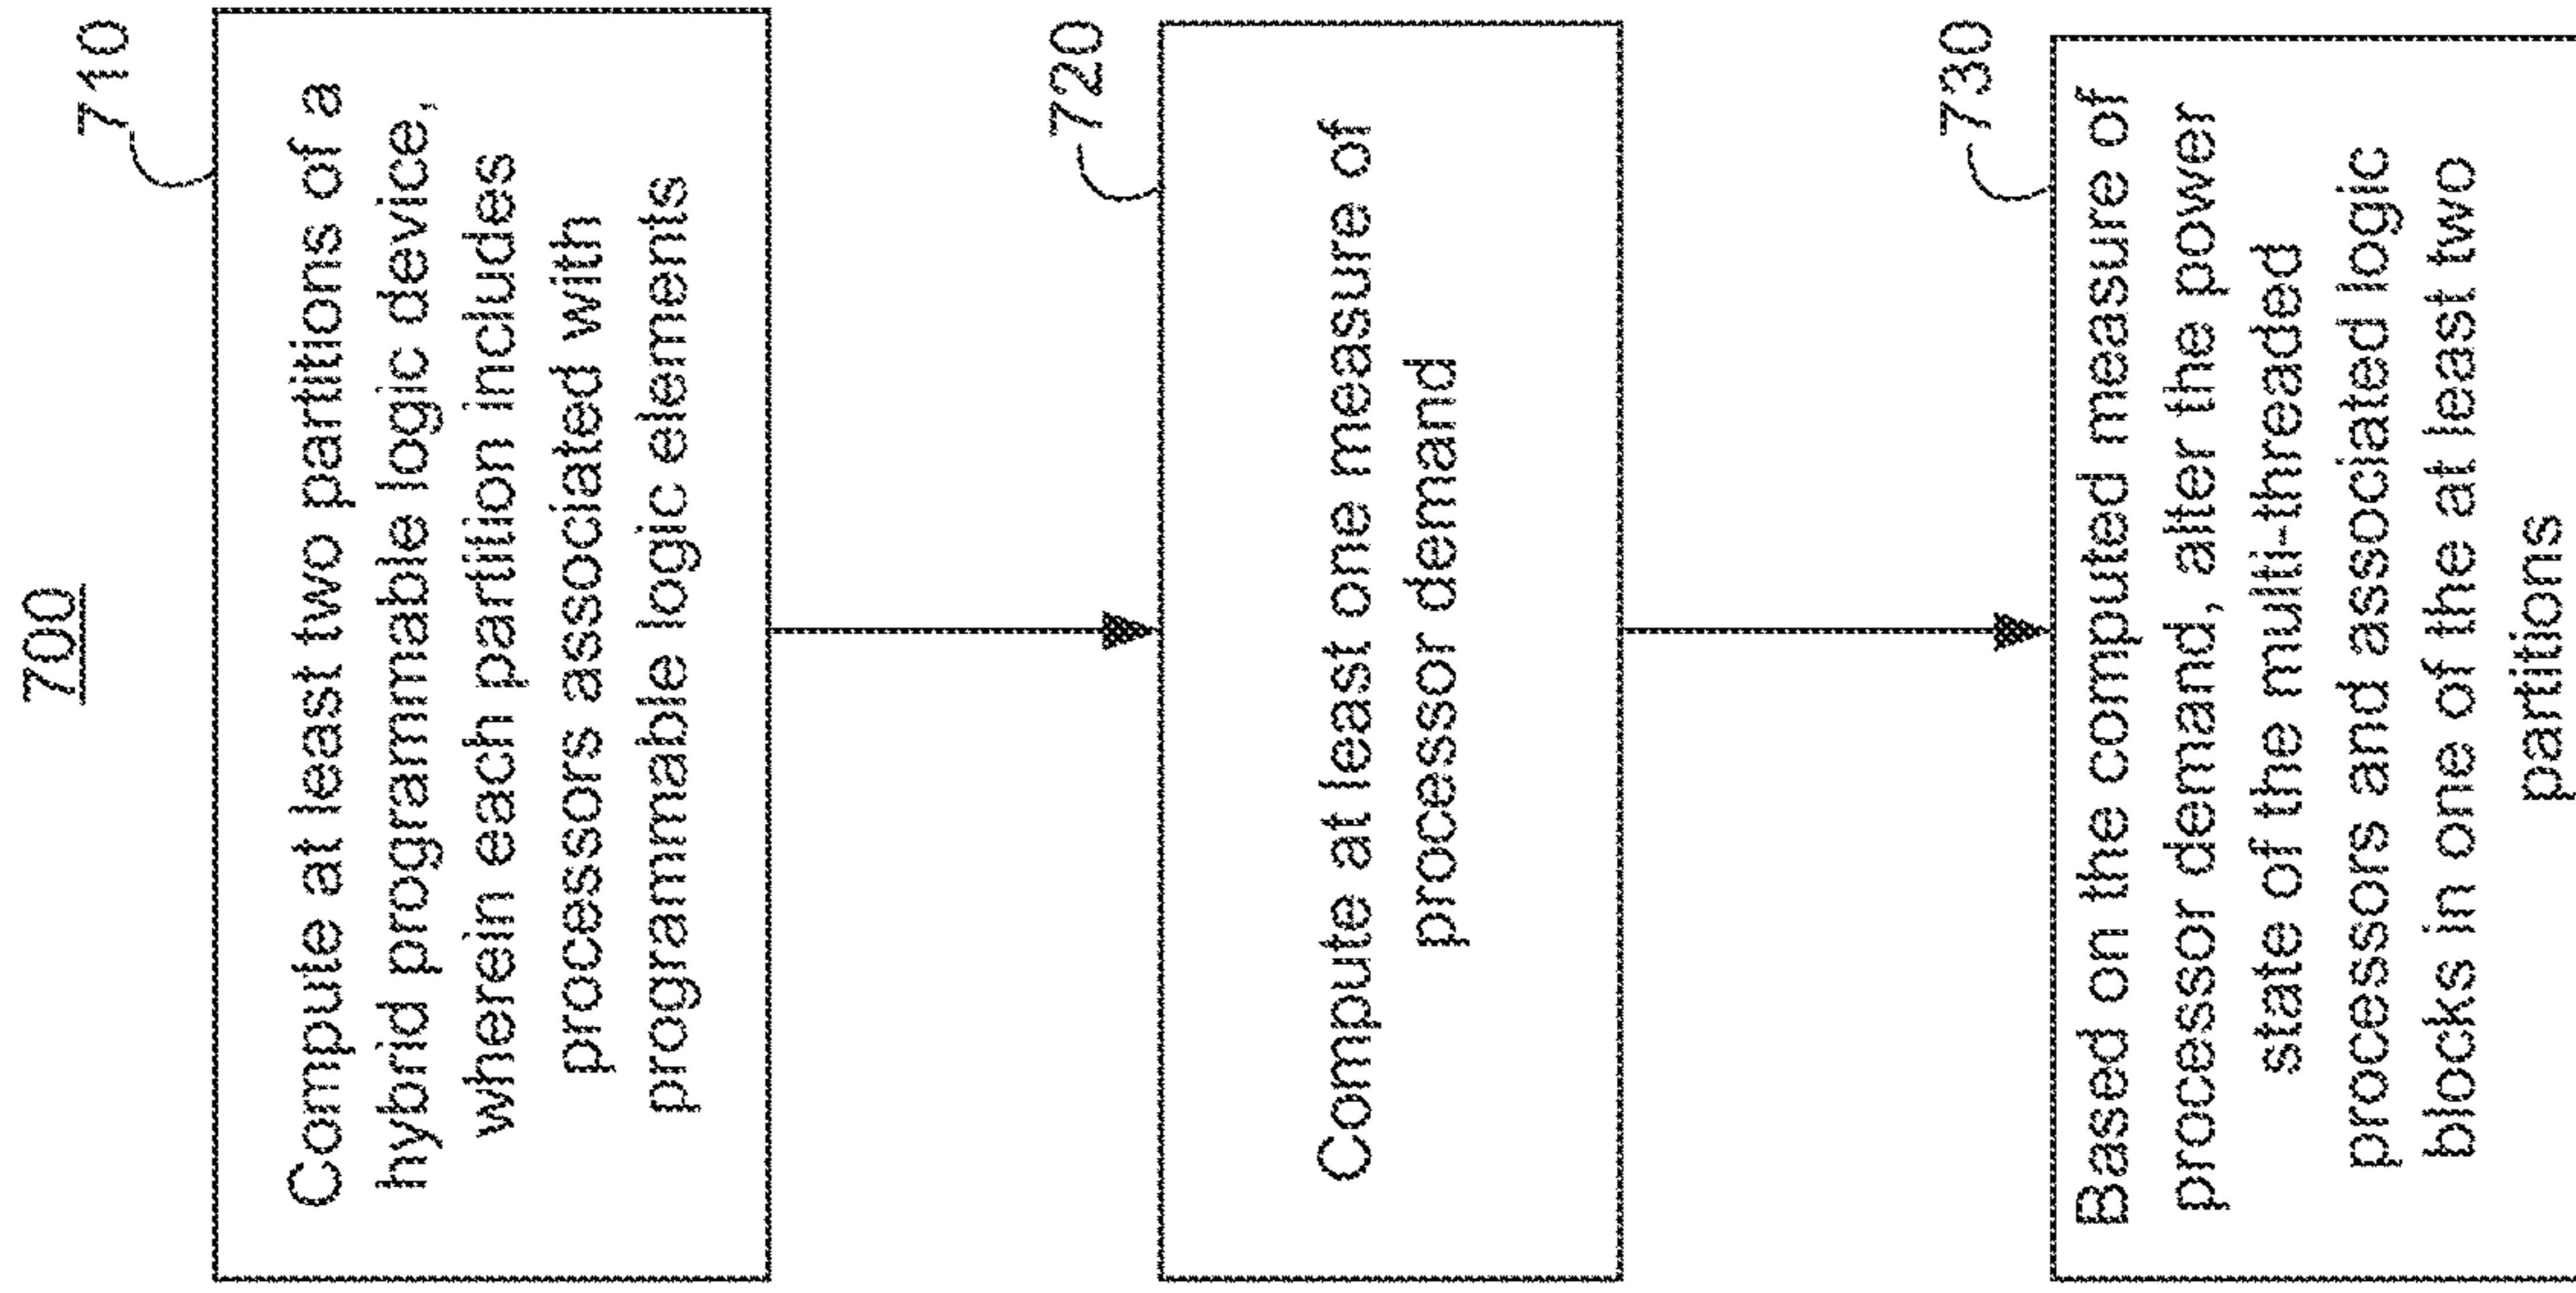 700
710
Compute at least two partitions of a
hybrid programmable logic device,
wherein each partition includes
processors associated with
programmable logic elements
720
Compute at least one measure of
processor demand
730
Based on the computed measure of
processor demand, alter the power
state of the multi-threaded
processors and associated logic
blocks in one of the at least two
partitions